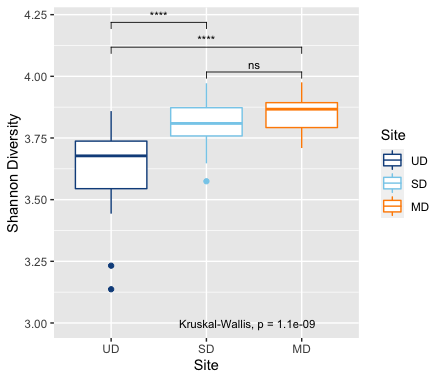 4.25
4.00
3.75
3.50
3.25
3.00
Shannon Diversity
****
****
ns
Kruskal-Wallis, p = 1.1e-09
UD SD MD
Site
Site
UD
SD
MD